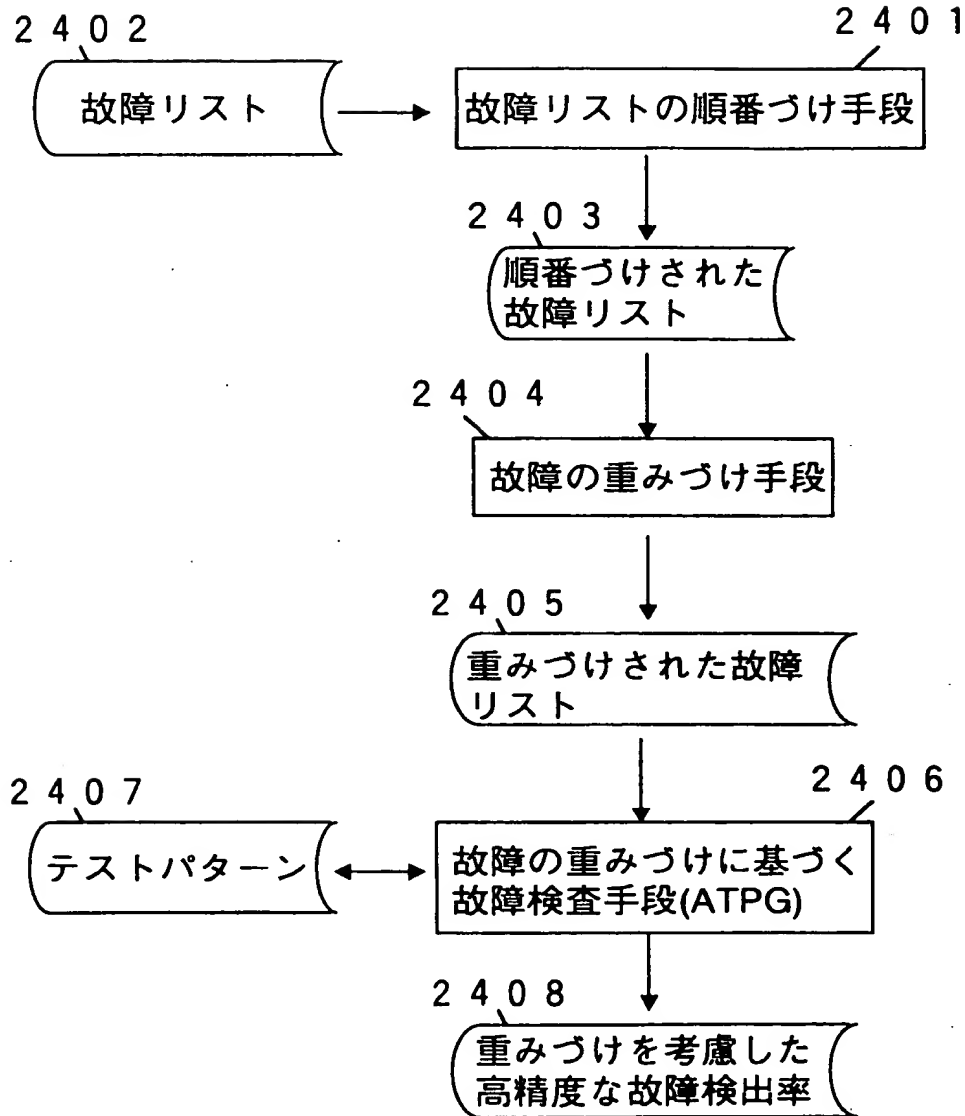 2402
2401
故障リスト
故障リストの順番づけ手段
2403
順番づけされた
故障リスト
2404
故障の重みづけ手段
2405
重みづけされた故障
リスト
2407
2406
テストパターン
故障の重みづけに基づく
故障検査手段(ATPG)
2408
重みづけを考慮した
高精度な故障検出率